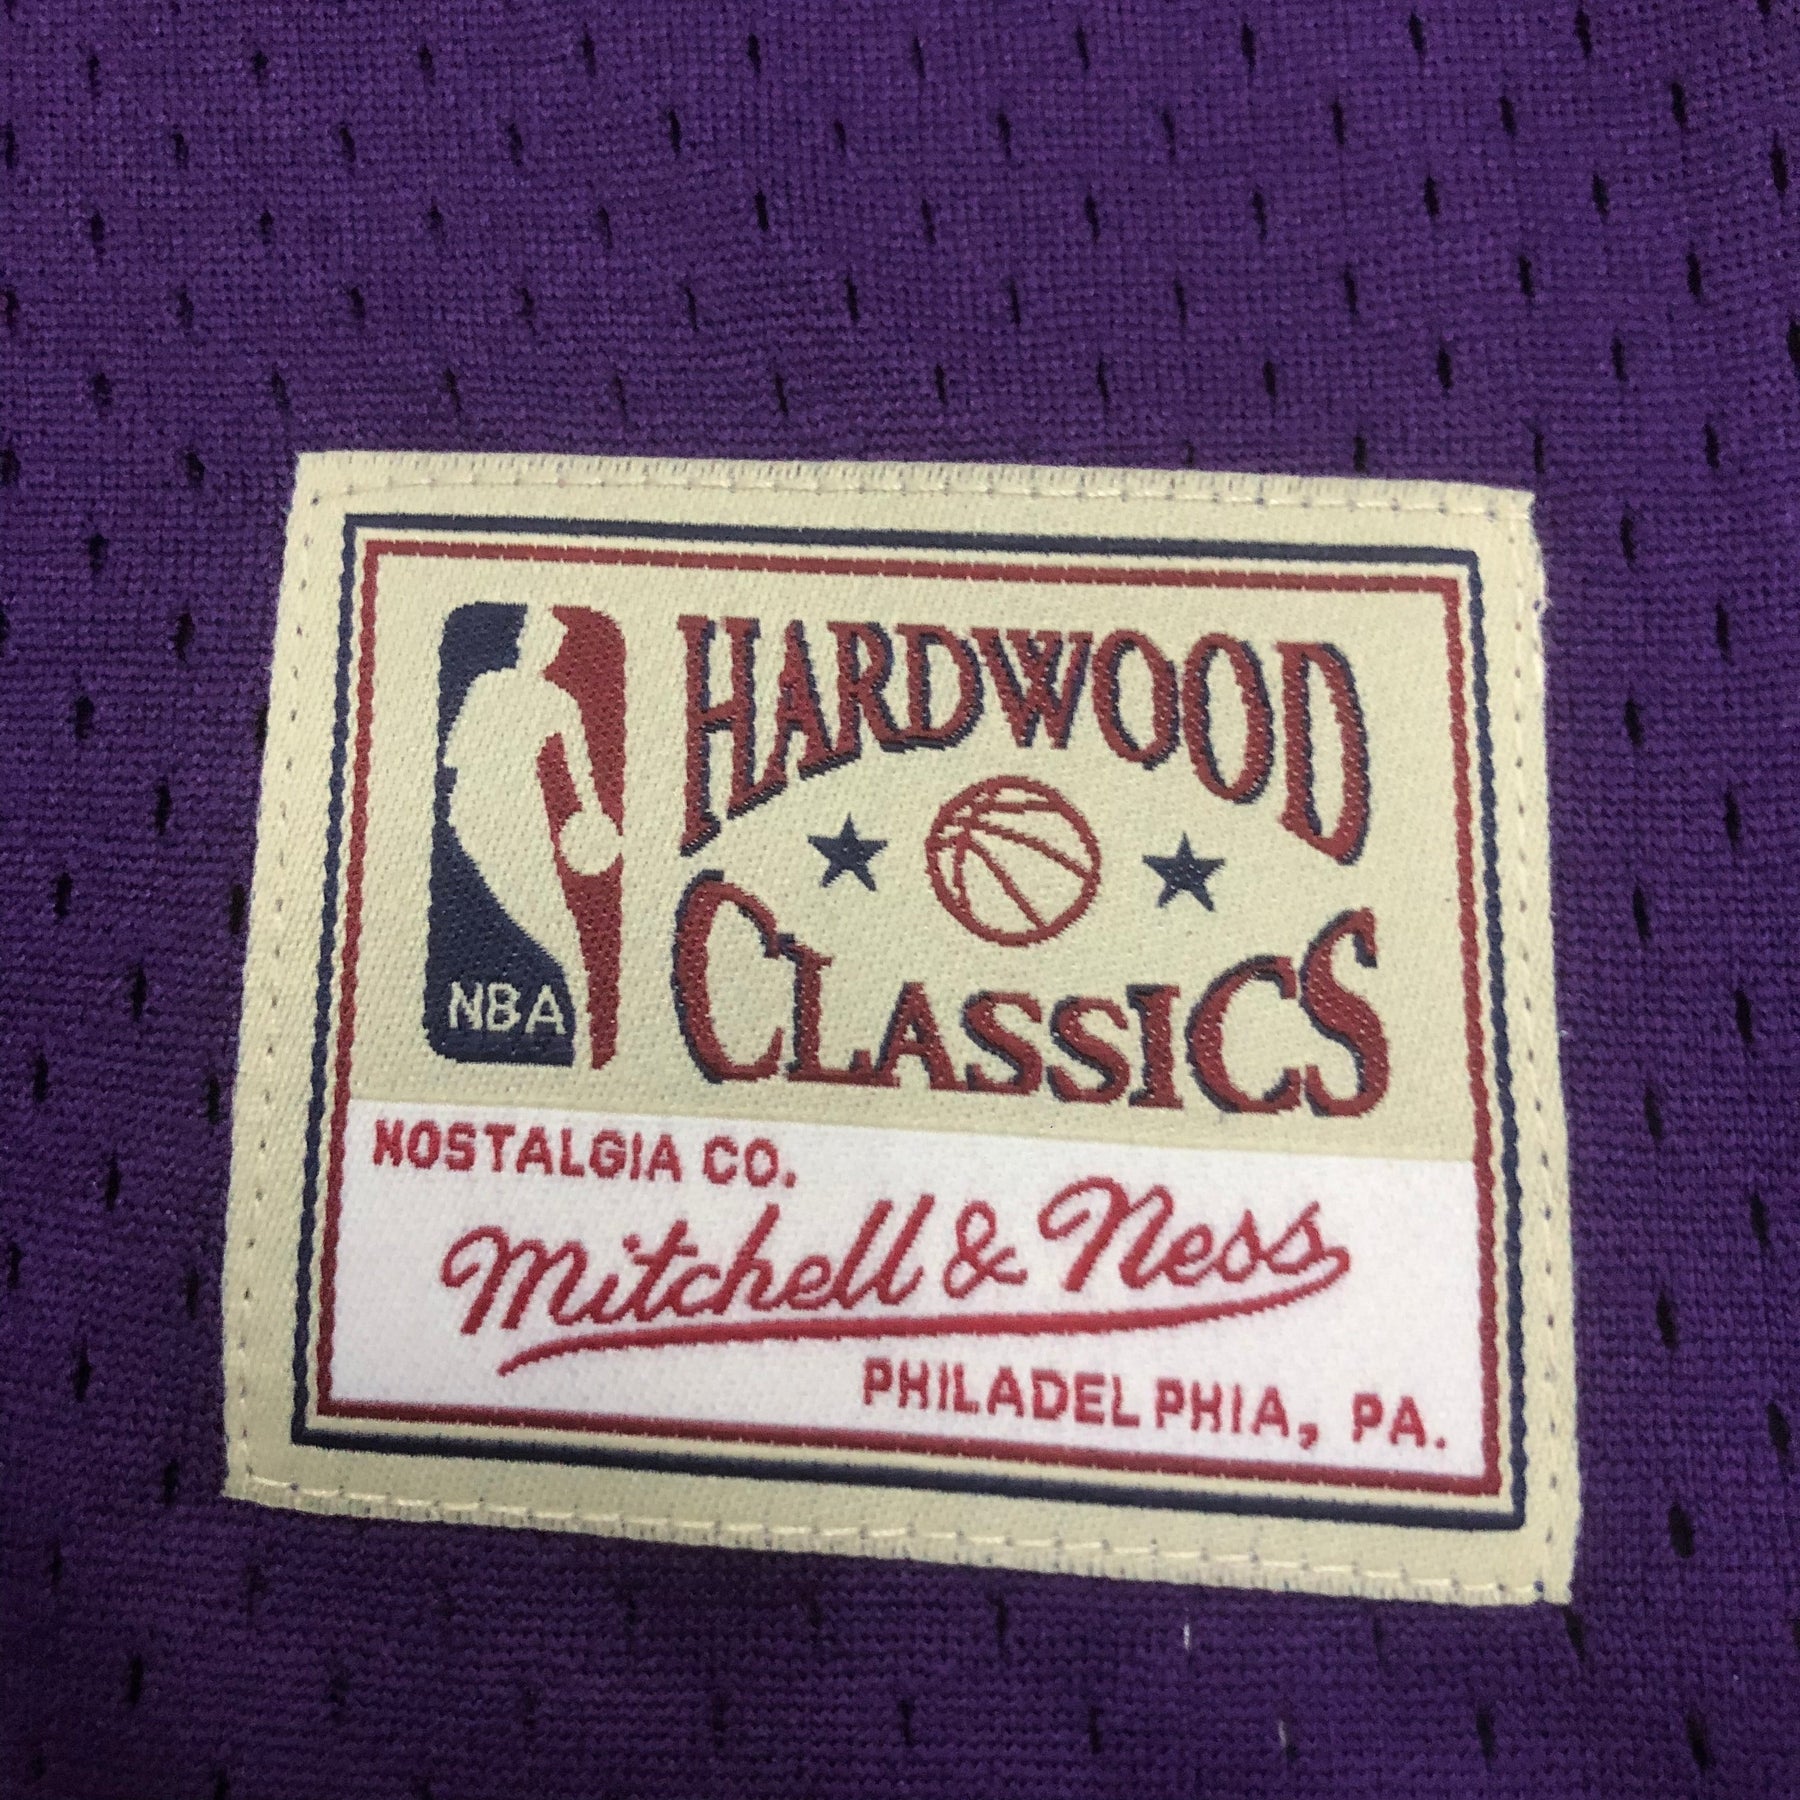 HARDWOOD
CLASSICS
NBA
NOSTALGIA CO.
Mitchell & Ness
PHILADELPHIA, PA.